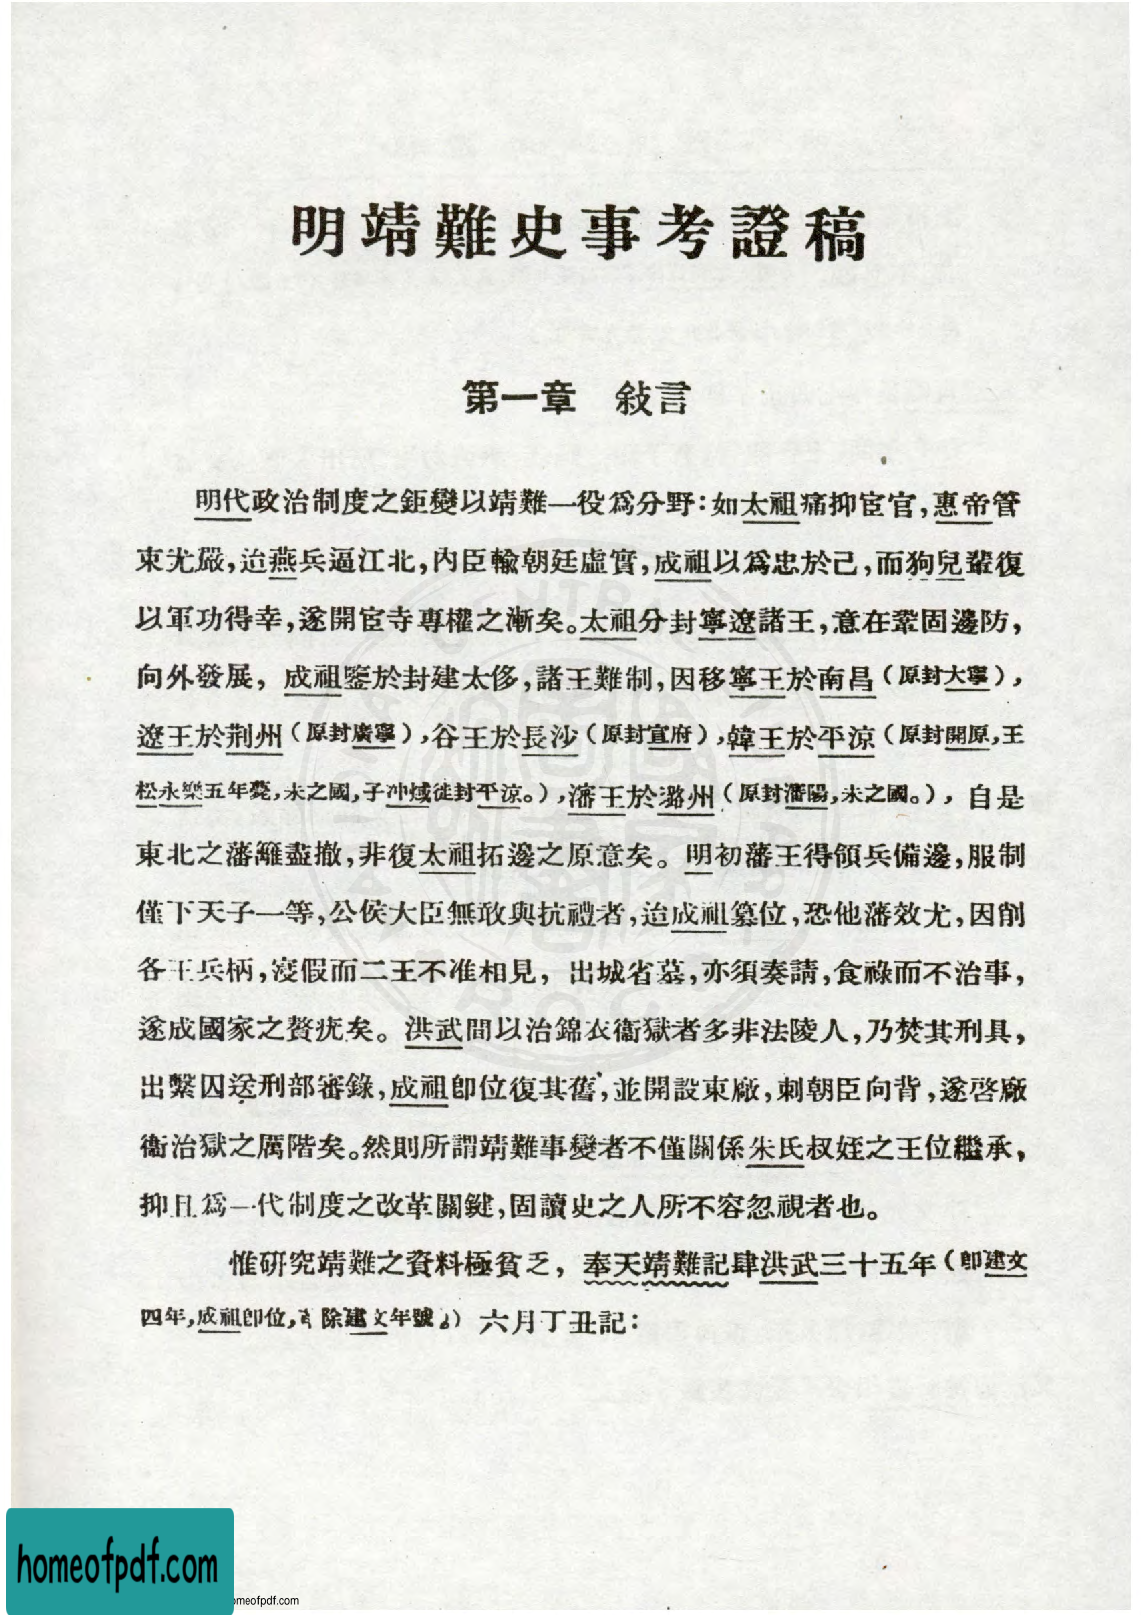 明靖難史事考證稿
第一章　敍言
明代政治制度之鉅變以靖難一役爲分野：如太祖痛抑宦官，惠帝管
束尤嚴，迨燕兵逼江北，內臣輸朝廷虛實，成祖以爲忠於己，而狗兒輩復
以軍功得幸，遂開宦寺專權之漸矣。太祖分封寧遼諸王，意在鞏固邊防，
向外發展，成祖鑒於封建太侈，諸王難制，因移寧王於南昌（原封大寧），
遼王於荆州（原封廣寧），谷王於長沙（原封宣府），韓王於平涼（原封開原，王
松永樂五年薨，未之國，子冲𤊨徙封平涼。），瀋王於潞州（原封瀋陽，未之國。），自是
東北之藩籬盡撤，非復太祖拓邊之原意矣。明初藩王得領兵備邊，服制
僅下天子一等，公侯大臣無敢與抗禮者，迨成祖篡位，恐他藩效尤，因削
各王兵柄，寖假而二王不准相見，出城省墓，亦須奏請，食祿而不治事，
遂成國家之贅疣矣。洪武間以治錦衣衞獄者多非法陵人，乃焚其刑具，
出繫囚送刑部審錄，成祖卽位復其舊，並開設東廠，刺朝臣向背，遂啓廠
衞治獄之厲階矣。然則所謂靖難事變者不僅關係朱氏叔姪之王位繼承，
抑且爲一代制度之改革關鍵，固讀史之人所不容忽視者也。
惟研究靖難之資料極貧乏，奉天靖難記肆洪武三十五年（卽建文
四年，成祖卽位，除建文年號。）六月丁丑記：
homeofpdf.com
omeofpdf.com